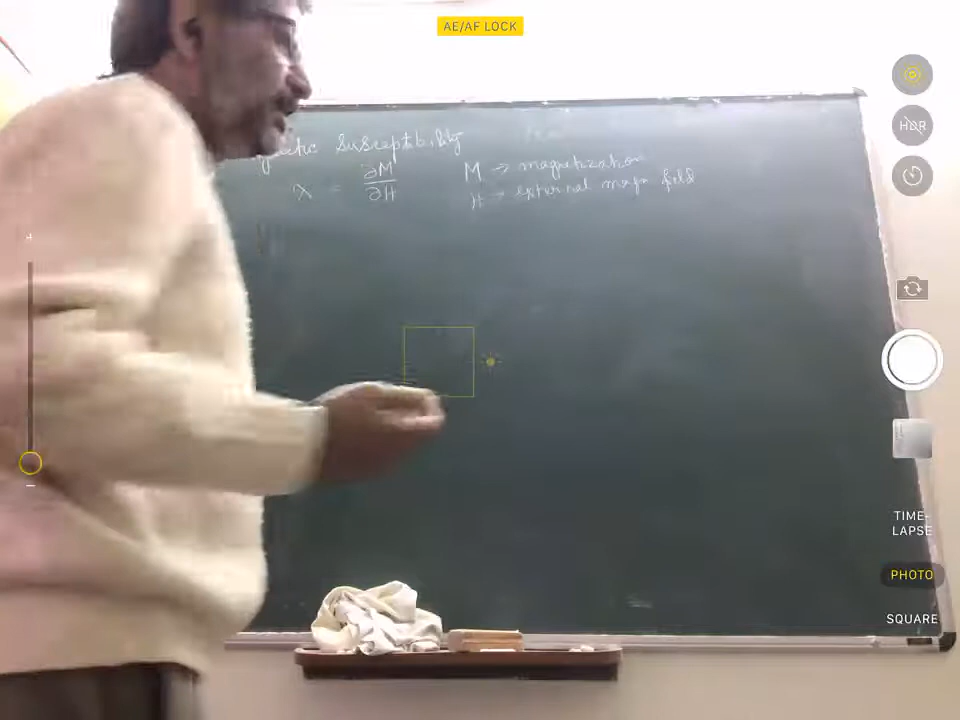 AE/AF LOCK
Susceptibility
χ = ∂M/∂H
M → magnetization
H → external magn field
HDR
TIME-
LAPSE
PHOTO
SQUARE